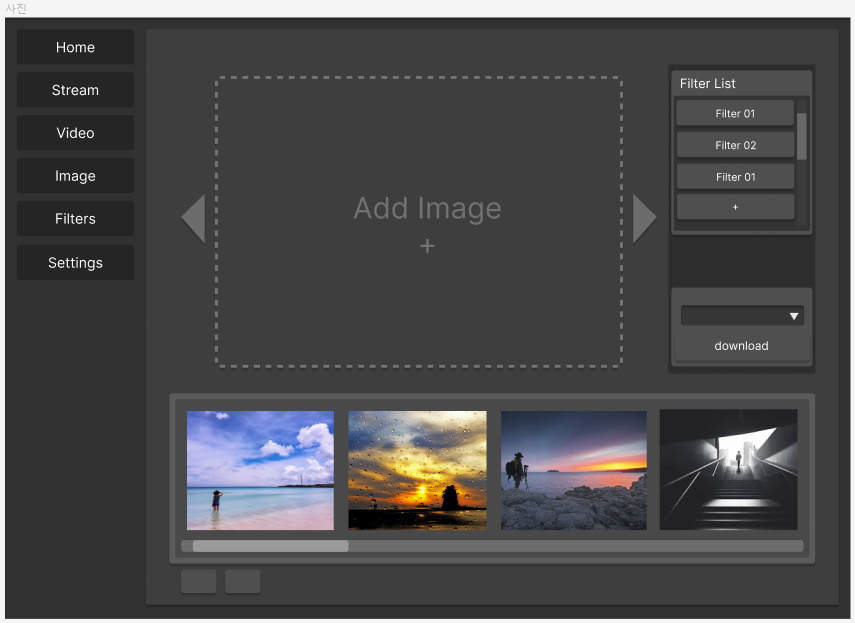 사진
Home
Stream
Video
Image
Filters
Settings
Add Image
+
Filter List
Filter 01
Filter 02
Filter 01
+
download